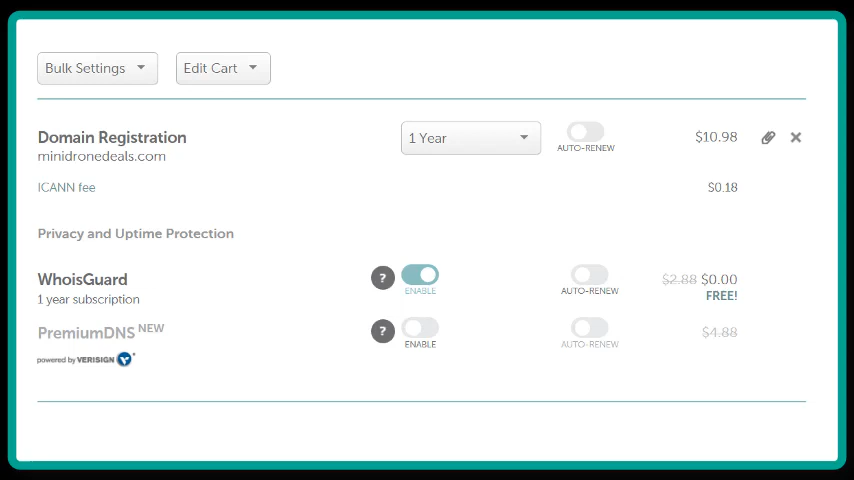 Bulk Settings
Edit Cart
Domain Registration
minidronedeals.com
1 Year
AUTO-RENEW
$10.98
ICANN fee
$0.18
Privacy and Uptime Protection
WhoisGuard
1 year subscription
?
ENABLE
AUTO-RENEW
$2.88 $0.00
FREE!
PremiumDNS NEW
powered by VERISIGN
?
ENABLE
AUTO-RENEW
$4.88